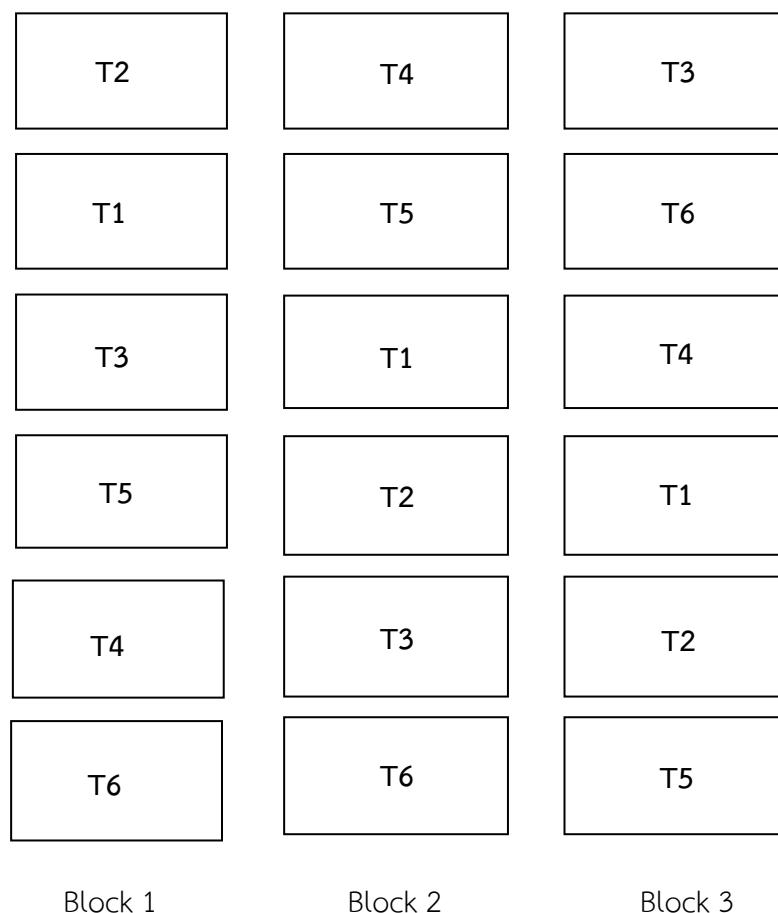 T2 T4 T3
T1 T5 T6
T3 T1 T4
T5 T2 T1
T4 T3 T2
T6 T6 T5
Block 1 Block 2 Block 3